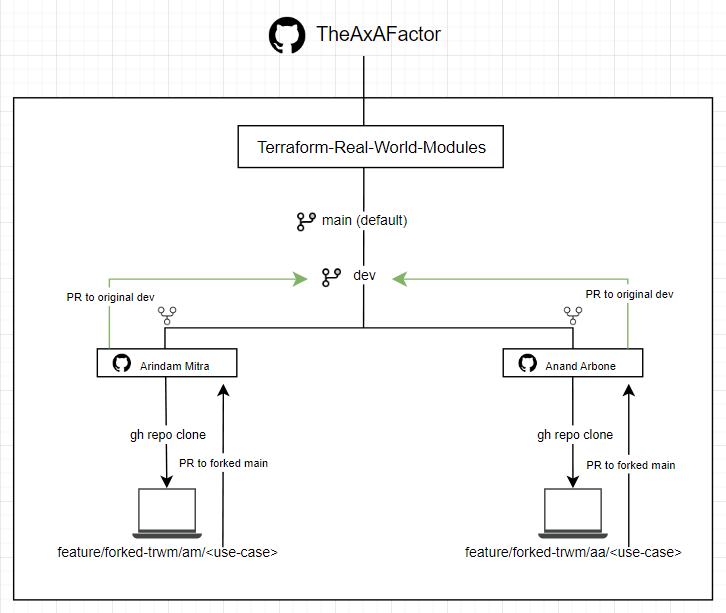 TheAxAFactor
Terraform-Real-World-Modules
main (default)
dev
PR to original dev
PR to original dev
Arindam Mitra
Anand Arbone
gh repo clone
gh repo clone
PR to forked main
PR to forked main
feature/forked-trwm/am/<use-case>
feature/forked-trwm/aa/<use-case>